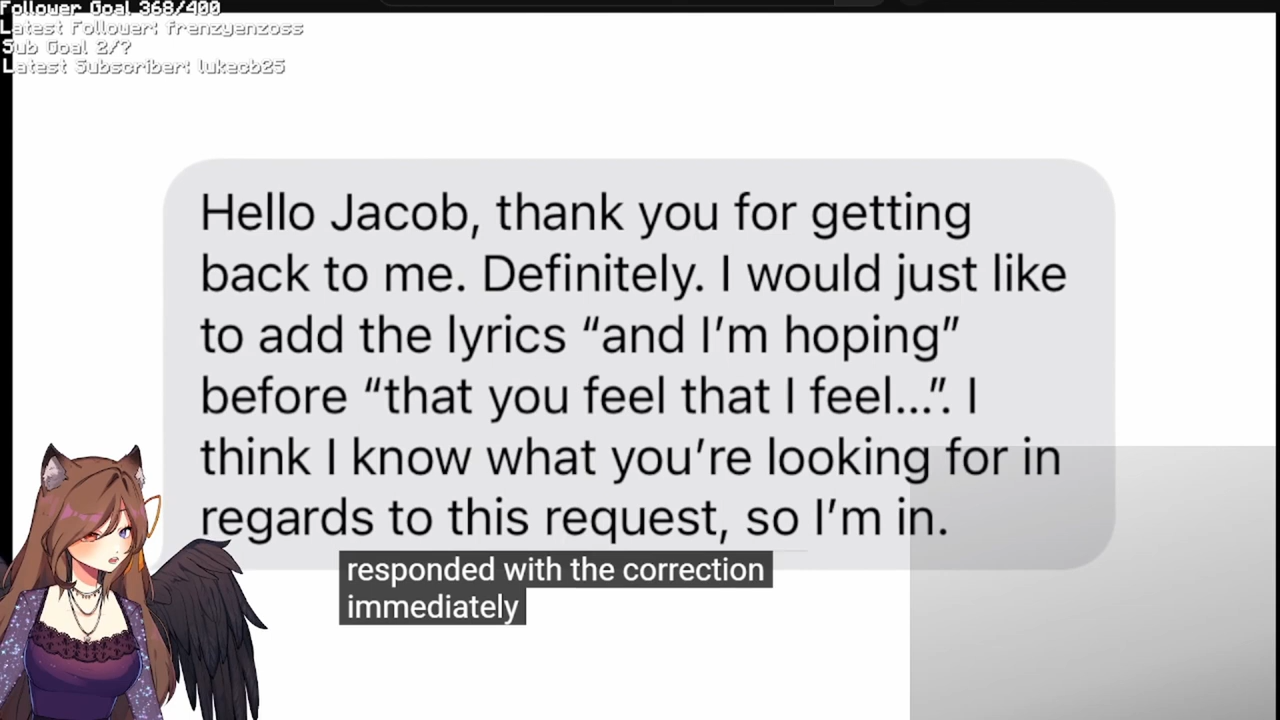 Follower Goal 368/400
Latest Follower: frenzyenzoss
Sub Goal 2/?
Latest Subscriber: lukecb25
Hello Jacob, thank you for getting
back to me. Definitely. I would just like
to add the lyrics “and I’m hoping”
before “that you feel that I feel...”. I
think I know what you’re looking for in
regards to this request, so I’m in.
responded with the correction
immediately